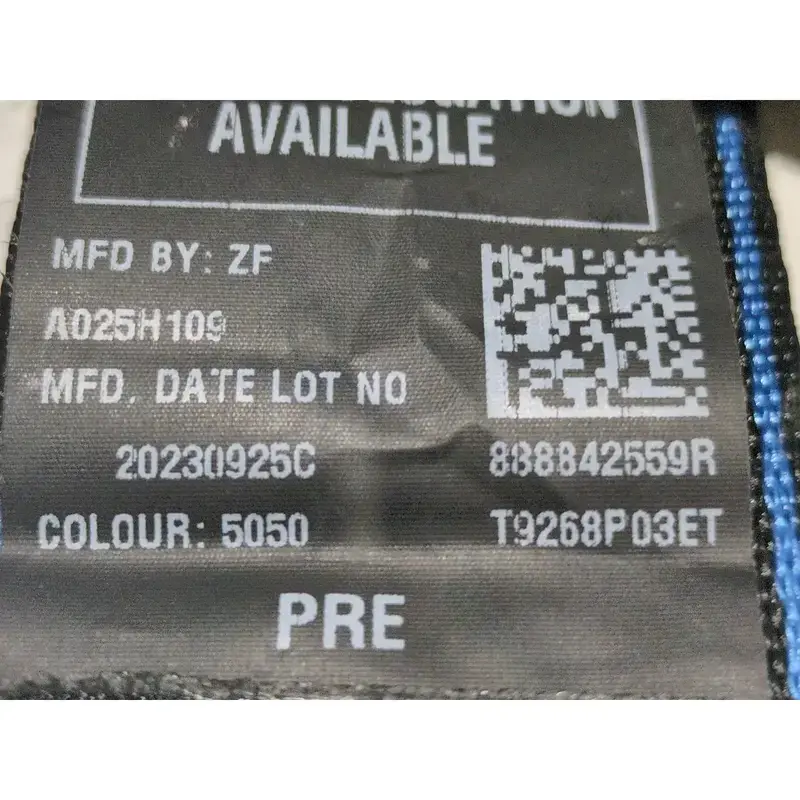 AVAILABLE
MFD BY: ZF
A025H109
MFD. DATE LOT NO
20230925C
888842559R
COLOUR: 5050
T9268P03ET
PRE